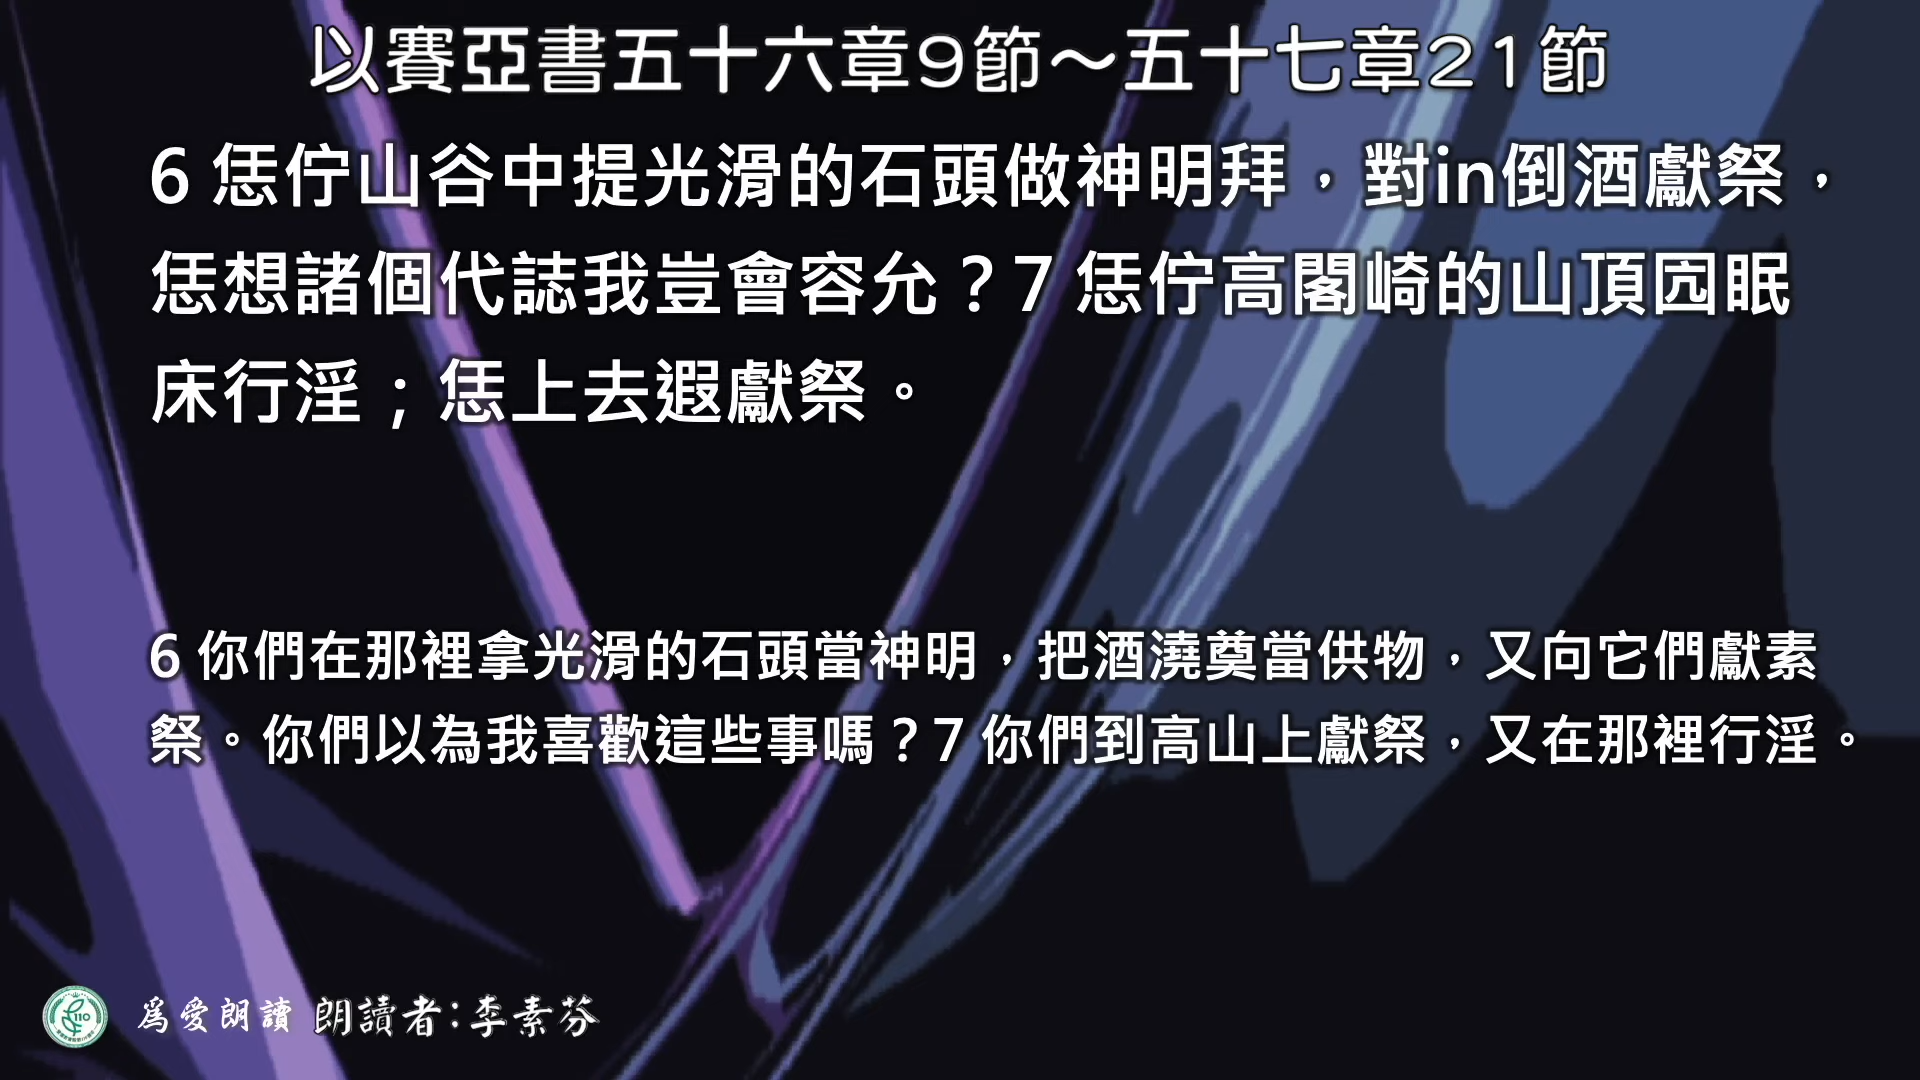 以賽亞書五十六章9節～五十七章21節
6 恁佇山谷中提光滑的石頭做神明拜，對in倒酒獻祭，
恁想諸個代誌我豈會容允？7 恁佇高閣崎的山頂囥眠
床行淫；恁上去遐獻祭。
6 你們在那裡拿光滑的石頭當神明，把酒澆奠當供物，又向它們獻素
祭。你們以為我喜歡這些事嗎？7 你們到高山上獻祭，又在那裡行淫。
110
為愛朗讀 朗讀者：李素芬